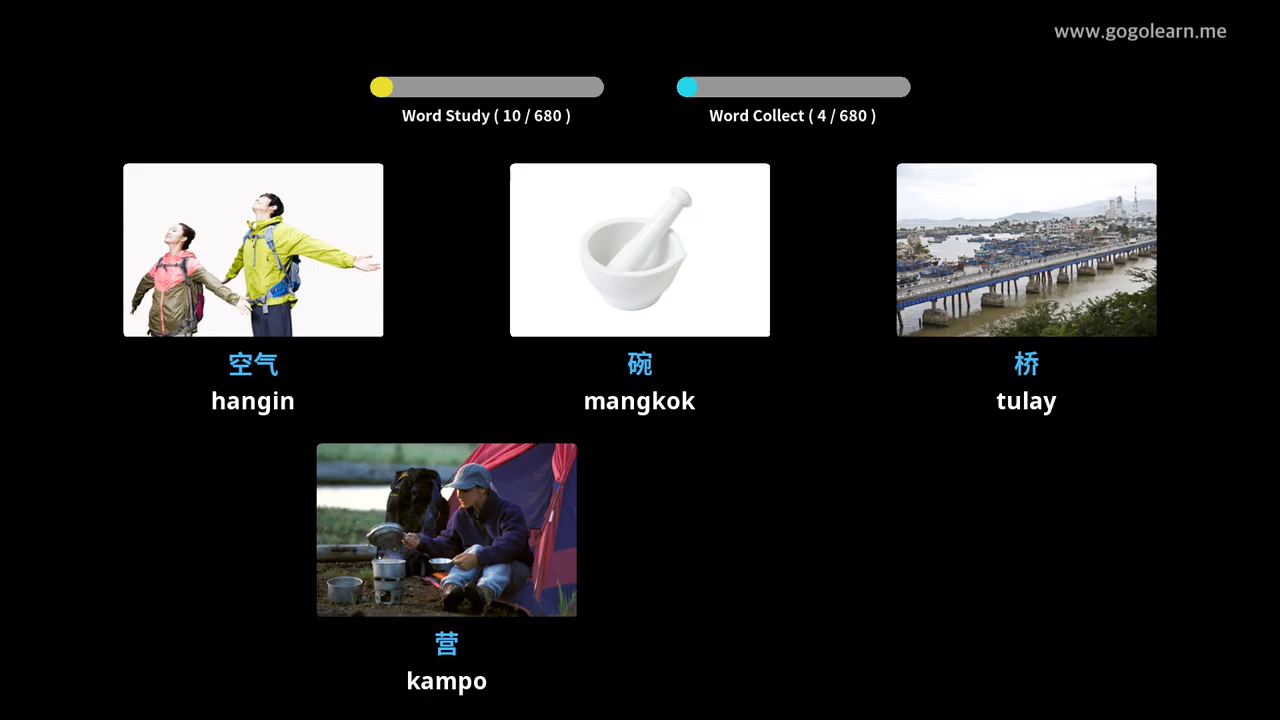 www.gogolearn.me
Word Study ( 10 / 680 )
Word Collect ( 4 / 680 )
空气
hangin
碗
mangkok
桥
tulay
营
kampo